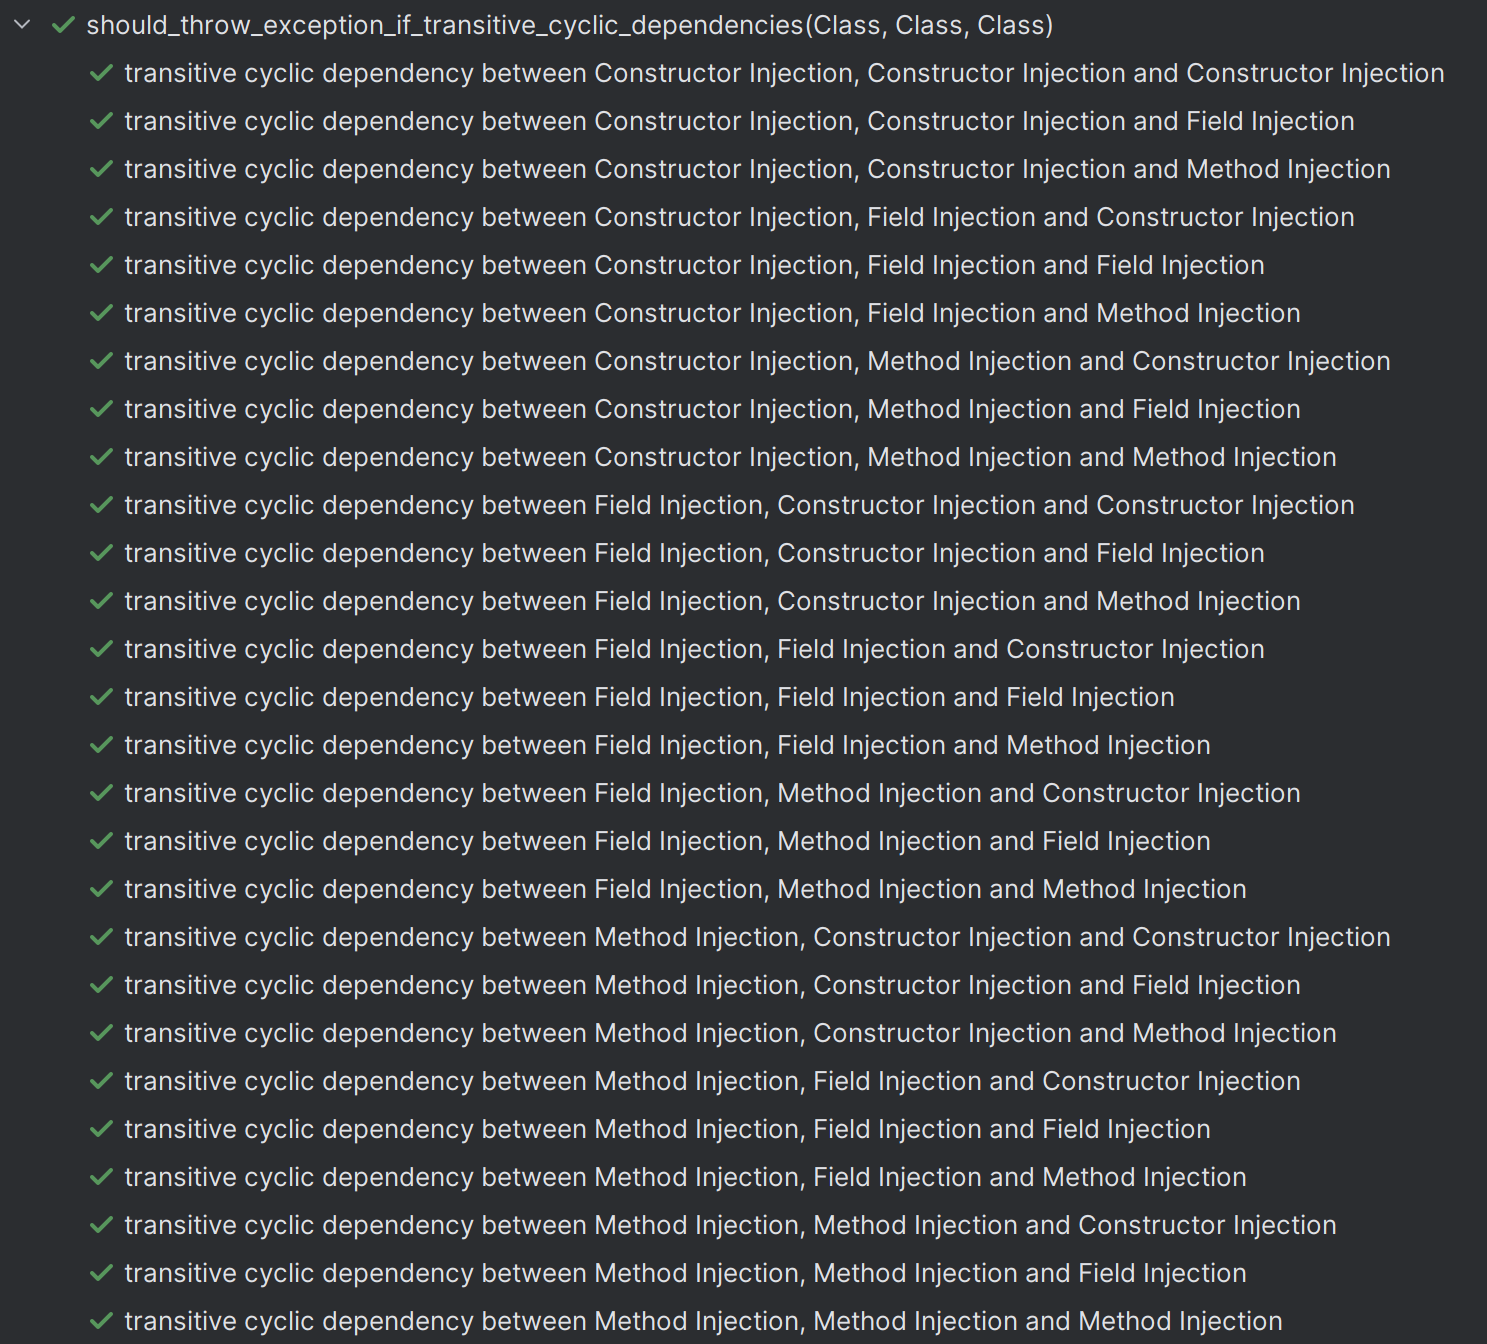 should_throw_exception_if_transitive_cyclic_dependencies(Class, Class, Class)
transitive cyclic dependency between Constructor Injection, Constructor Injection and Constructor Injection
transitive cyclic dependency between Constructor Injection, Constructor Injection and Field Injection
transitive cyclic dependency between Constructor Injection, Constructor Injection and Method Injection
transitive cyclic dependency between Constructor Injection, Field Injection and Constructor Injection
transitive cyclic dependency between Constructor Injection, Field Injection and Field Injection
transitive cyclic dependency between Constructor Injection, Field Injection and Method Injection
transitive cyclic dependency between Constructor Injection, Method Injection and Constructor Injection
transitive cyclic dependency between Constructor Injection, Method Injection and Field Injection
transitive cyclic dependency between Constructor Injection, Method Injection and Method Injection
transitive cyclic dependency between Field Injection, Constructor Injection and Constructor Injection
transitive cyclic dependency between Field Injection, Constructor Injection and Field Injection
transitive cyclic dependency between Field Injection, Constructor Injection and Method Injection
transitive cyclic dependency between Field Injection, Field Injection and Constructor Injection
transitive cyclic dependency between Field Injection, Field Injection and Field Injection
transitive cyclic dependency between Field Injection, Field Injection and Method Injection
transitive cyclic dependency between Field Injection, Method Injection and Constructor Injection
transitive cyclic dependency between Field Injection, Method Injection and Field Injection
transitive cyclic dependency between Field Injection, Method Injection and Method Injection
transitive cyclic dependency between Method Injection, Constructor Injection and Constructor Injection
transitive cyclic dependency between Method Injection, Constructor Injection and Field Injection
transitive cyclic dependency between Method Injection, Constructor Injection and Method Injection
transitive cyclic dependency between Method Injection, Field Injection and Constructor Injection
transitive cyclic dependency between Method Injection, Field Injection and Field Injection
transitive cyclic dependency between Method Injection, Field Injection and Method Injection
transitive cyclic dependency between Method Injection, Method Injection and Constructor Injection
transitive cyclic dependency between Method Injection, Method Injection and Field Injection
transitive cyclic dependency between Method Injection, Method Injection and Method Injection